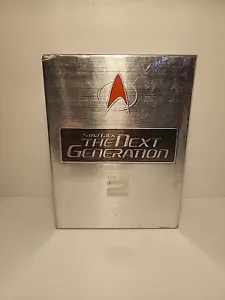 STAR TREK
THE NEXT
GENERATION